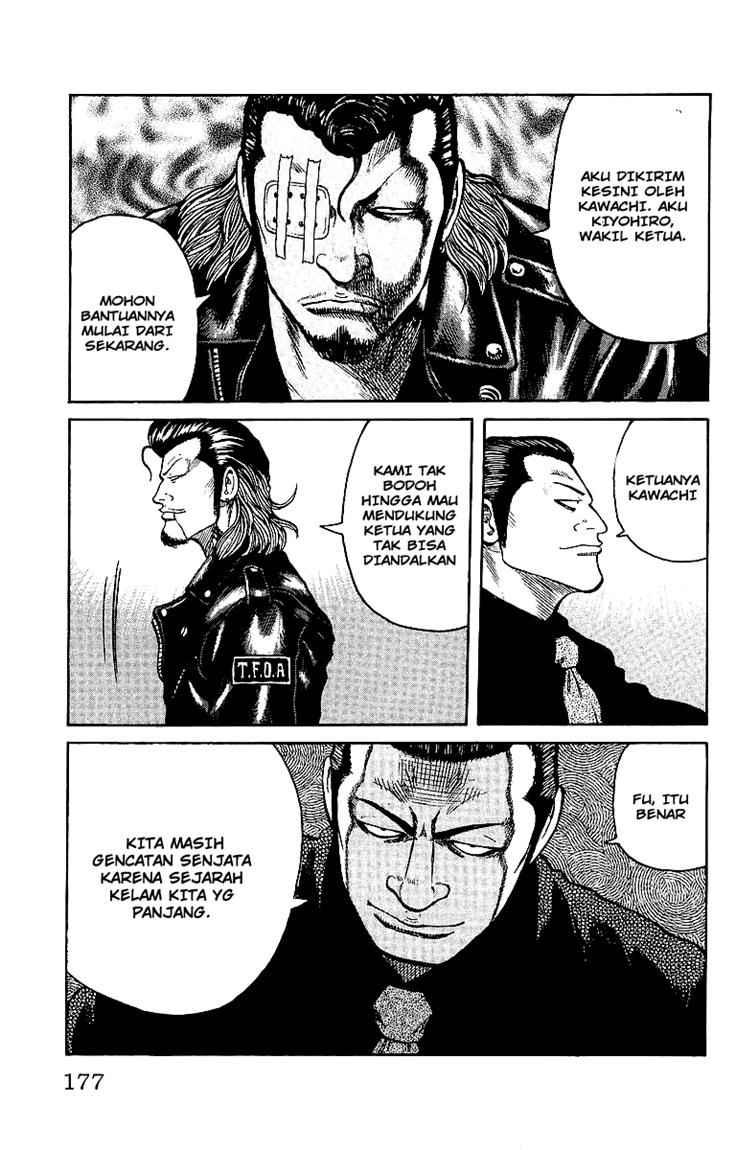 AKU DIKIRIM
KESINI OLEH
KAWACHI. AKU
KIYOHIRO,
WAKIL KETUA.
MOHON
BANTUANNYA
MULAI DARI
SEKARANG.
KETUANYA
KAWACHI
KAMI TAK
BODOH
HINGGA MAU
MENDUKUNG
KETUA YANG
TAK BISA
DIANDALKAN
T.F.O.A
FU, ITU
BENAR
KITA MASIH
GENCATAN SENJATA
KARENA SEJARAH
KELAM KITA YG
PANJANG.
177